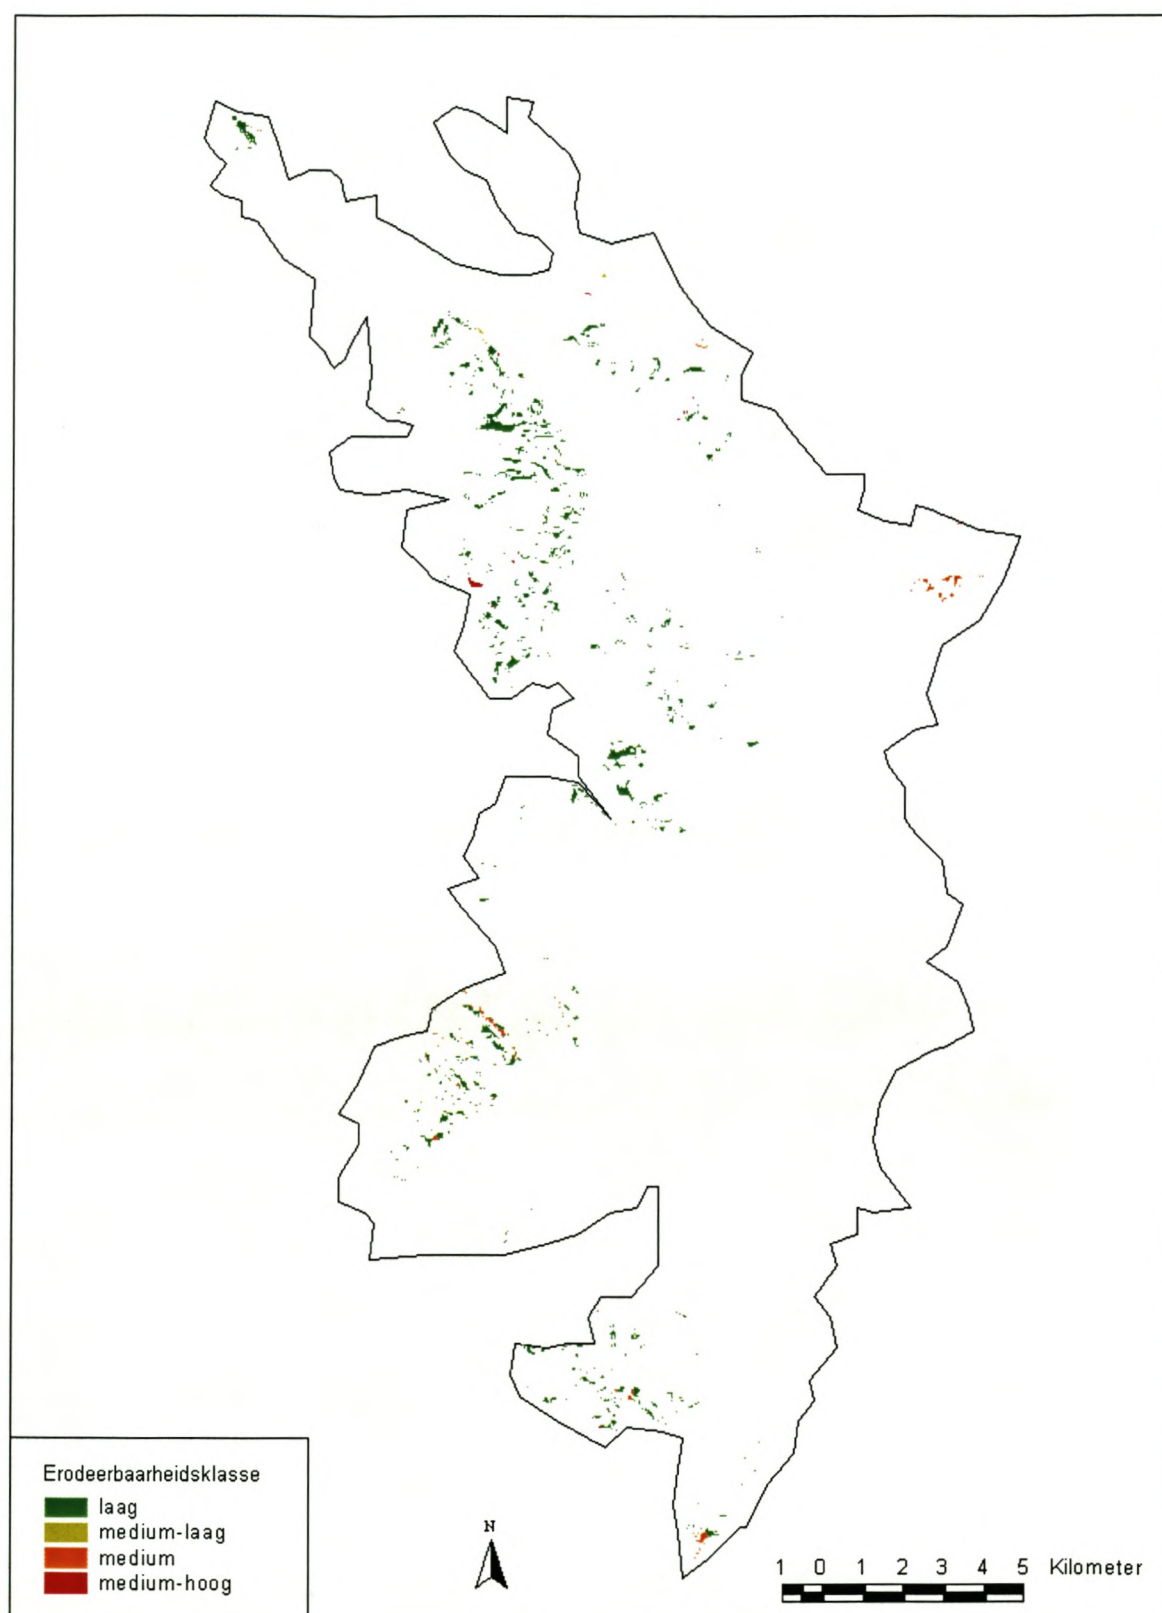 Erodeerbaarheidsklasse
laag
medium-laag
medium
medium-hoog
N
1 0 1 2 3 4 5 Kilometer